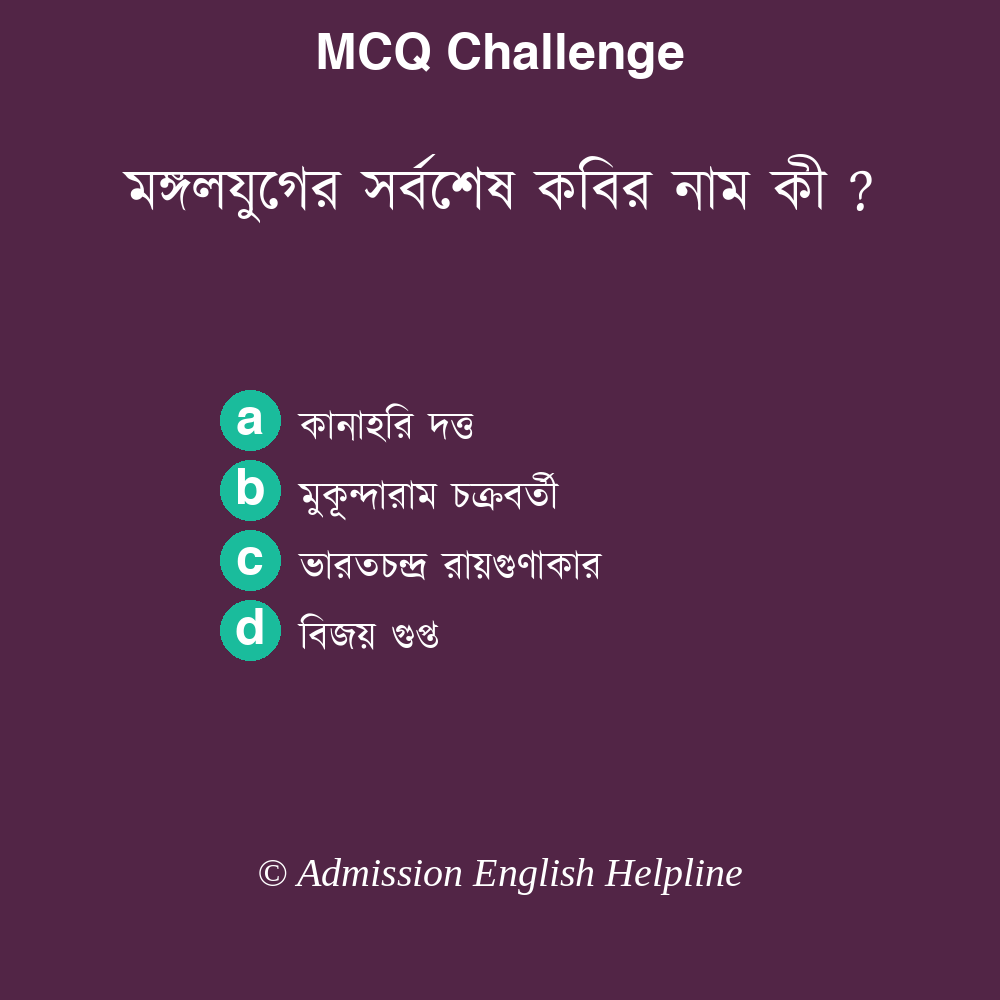 MCQ Challenge
মঙ্গলযুগের সর্বশেষ কবির নাম কী ?
a কানাহরি দত্ত
b মুকূন্দারাম চক্রবর্তী
c ভারতচন্দ্র রায়গুণাকার
d বিজয় গুপ্ত
© Admission English Helpline